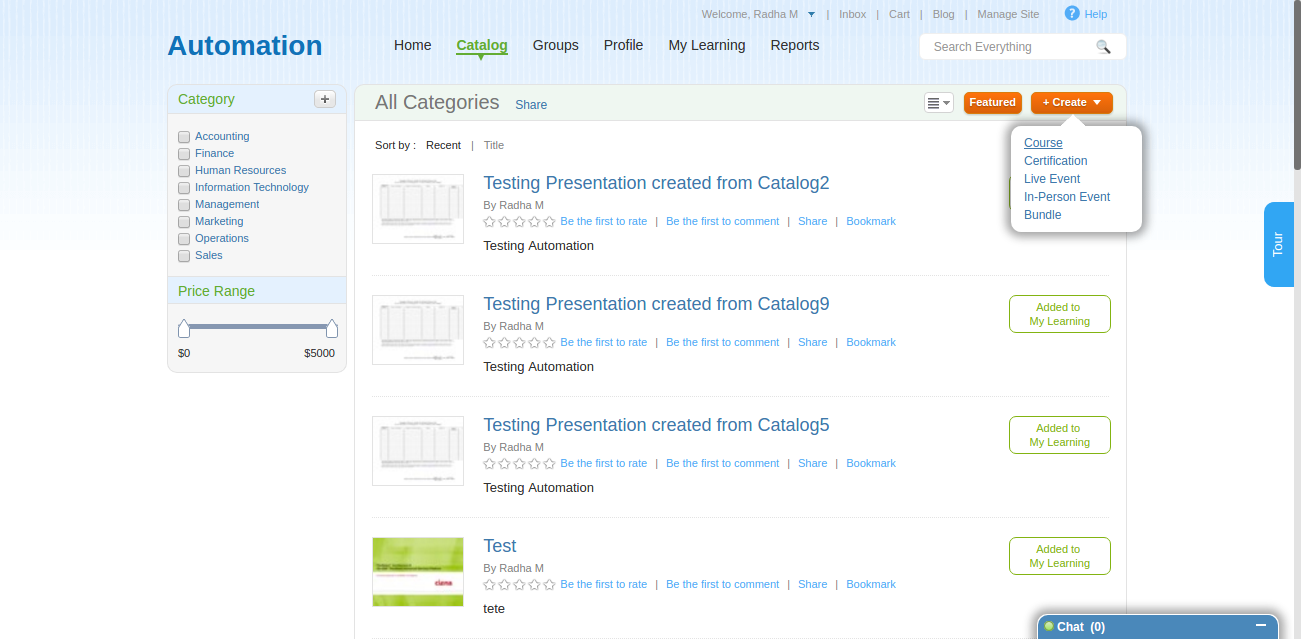 Welcome, Radha M | Inbox | Cart | Blog | Manage Site ? Help
Automation
Home Catalog Groups Profile My Learning Reports
Search Everything
Category +
Accounting
Finance
Human Resources
Information Technology
Management
Marketing
Operations
Sales
Price Range
$0 $5000
All Categories Share
Featured
+ Create
Course
Certification
Live Event
In-Person Event
Bundle
Sort by : Recent | Title
Testing Presentation created from Catalog2
By Radha M
Be the first to rate | Be the first to comment | Share | Bookmark
Testing Automation
Testing Presentation created from Catalog9
By Radha M
Be the first to rate | Be the first to comment | Share | Bookmark
Testing Automation
Added to
My Learning
Testing Presentation created from Catalog5
By Radha M
Be the first to rate | Be the first to comment | Share | Bookmark
Testing Automation
Added to
My Learning
Test
By Radha M
Be the first to rate | Be the first to comment | Share | Bookmark
tete
Added to
My Learning
Tour
Chat (0)